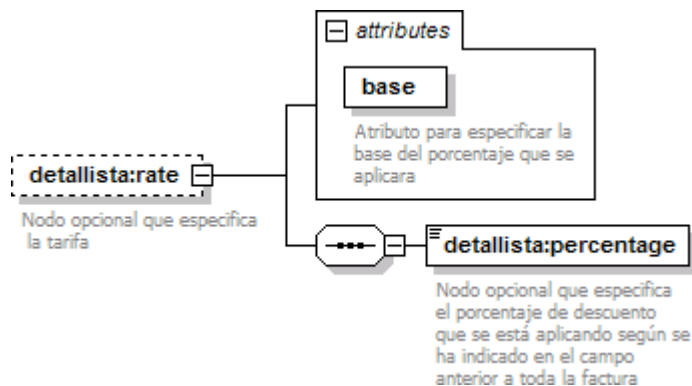 attributes
base
Atributo para especificar la
base del porcentaje que se
aplicara
detallista:rate
Nodo opcional que especifica
la tarifa
detallista:percentage
Nodo opcional que especifica
el porcentaje de descuento
que se está aplicando según se
ha indicado en el campo
anterior a toda la factura